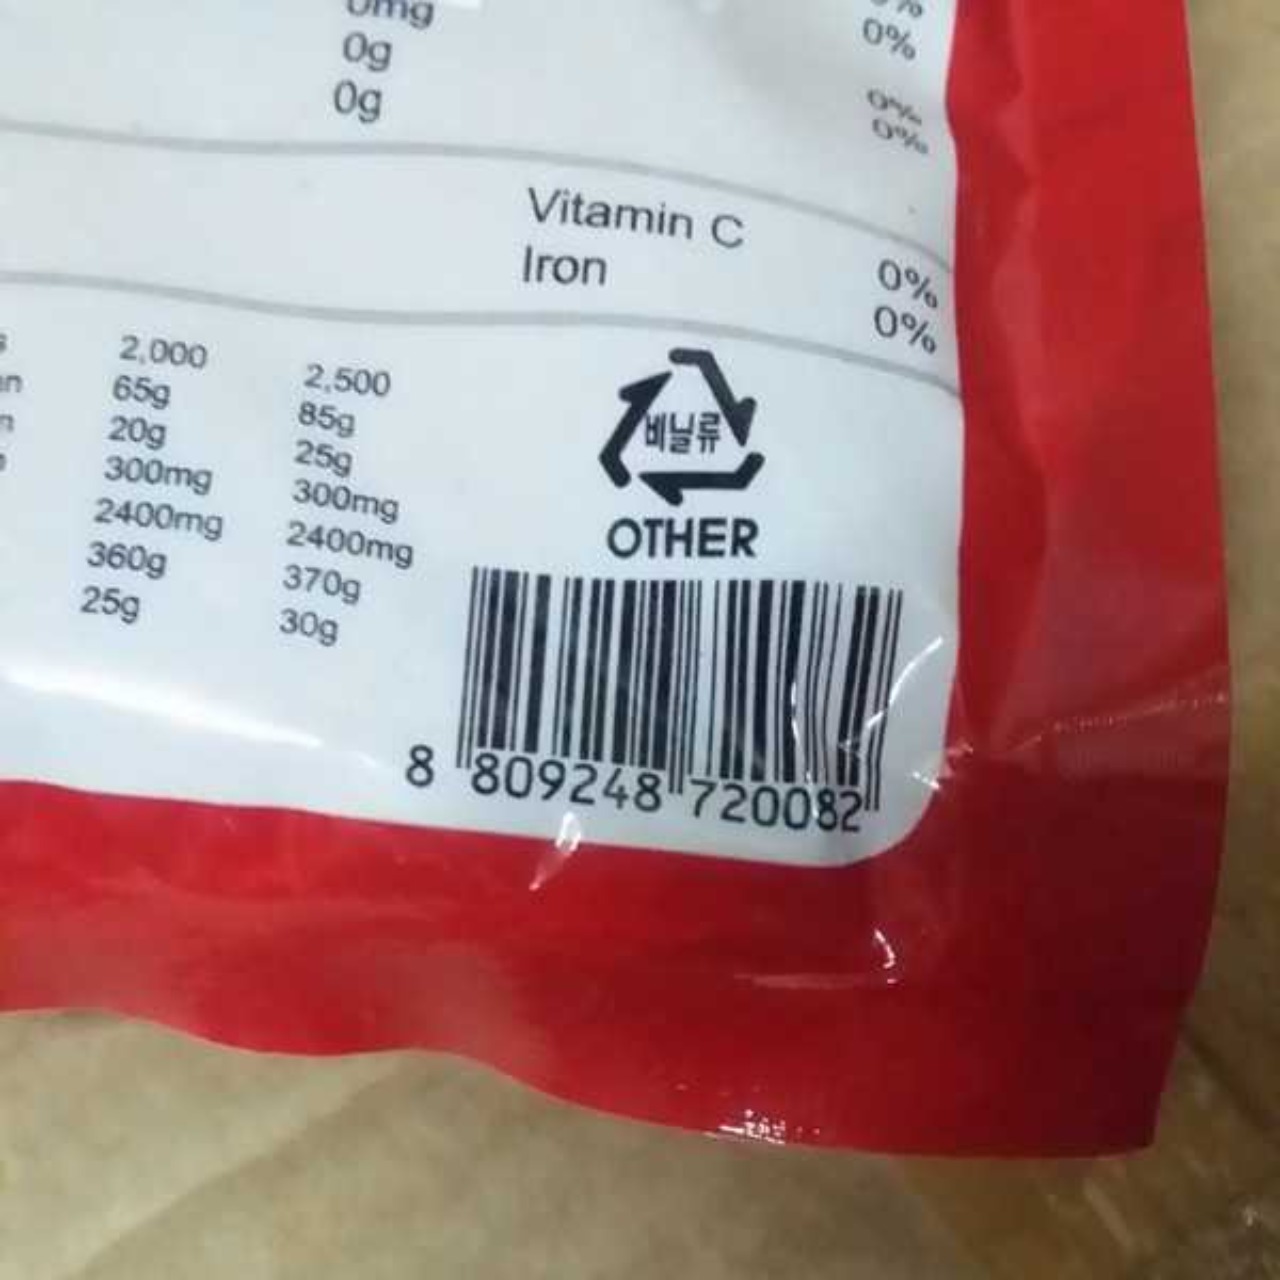 0mg
0g
0%
0g
0%
0%
Vitamin C 0%
Iron 0%
2,000 2,500
65g 85g
20g 25g
300mg 300mg
2400mg 2400mg
360g 370g
25g 30g
비닐류
OTHER
8 809248 720082